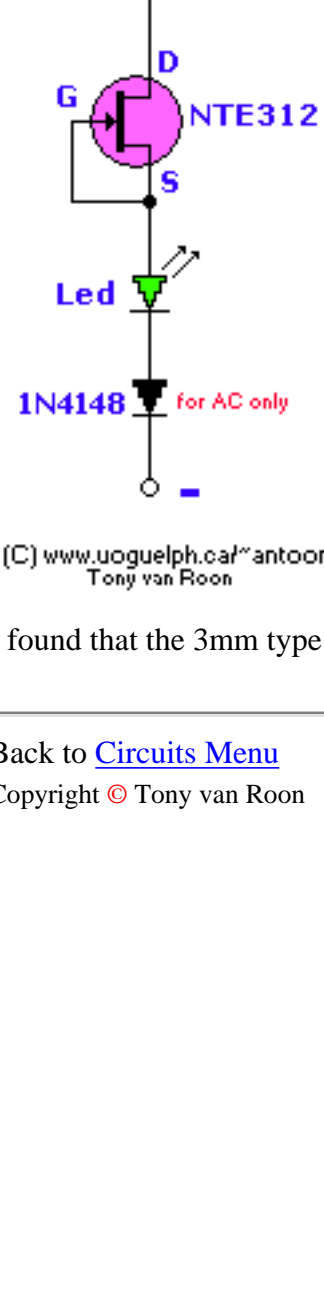 D
G
NTE312
S
Led
1N4148 for AC only
-
(C) www.uoguelph.ca/~antoon
Tony van Roon
found that the 3mm type
Back to Circuits Menu
Copyright © Tony van Roon